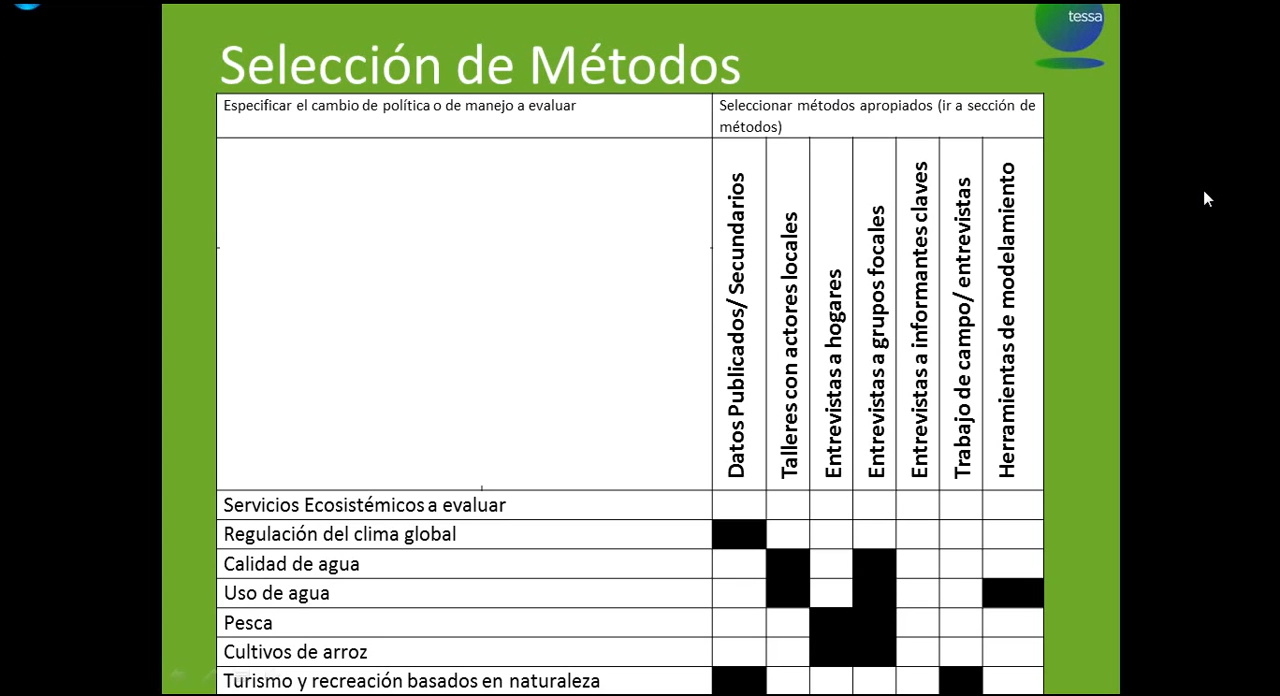 tessa
Selección de Métodos
Especificar el cambio de política o de manejo a evaluar
Seleccionar métodos apropiados (ir a sección de
métodos)
Datos Publicados/ Secundarios
Talleres con actores locales
Entrevistas a hogares
Entrevistas a grupos focales
Entrevistas a informantes claves
Trabajo de campo/ entrevistas
Herramientas de modelamiento
Servicios Ecosistémicos a evaluar
Regulación del clima global
Calidad de agua
Uso de agua
Pesca
Cultivos de arroz
Turismo y recreación basados en naturaleza